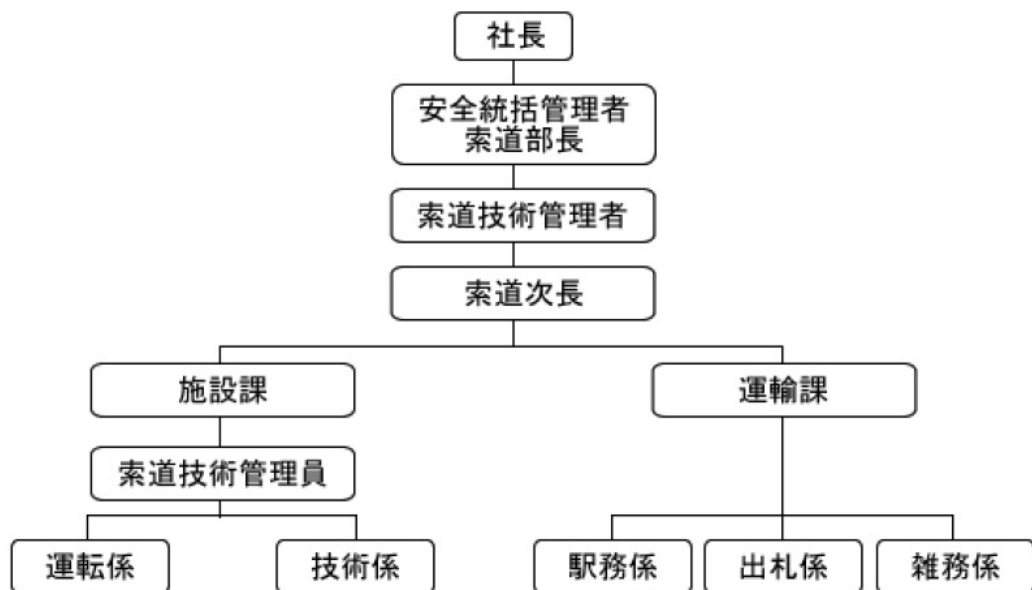 社長
安全統括管理者
索道部長
索道技術管理者
索道次長
施設課
運輸課
索道技術管理員
運転係
技術係
駅務係
出札係
雑務係